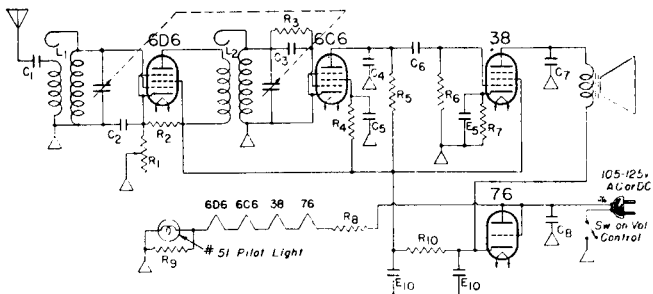 L1
6D6
L2
R3
6C6
38
C1
C3
C4
C6
C7
R5
R6
C2
R2
R4
C5
E5
R7
R1
105-125v
AC or DC
6D6 6C6 38 76
76
R8
C8
Sw on Vol
Control
#51 Pilot Light
R9
R10
E10
E10